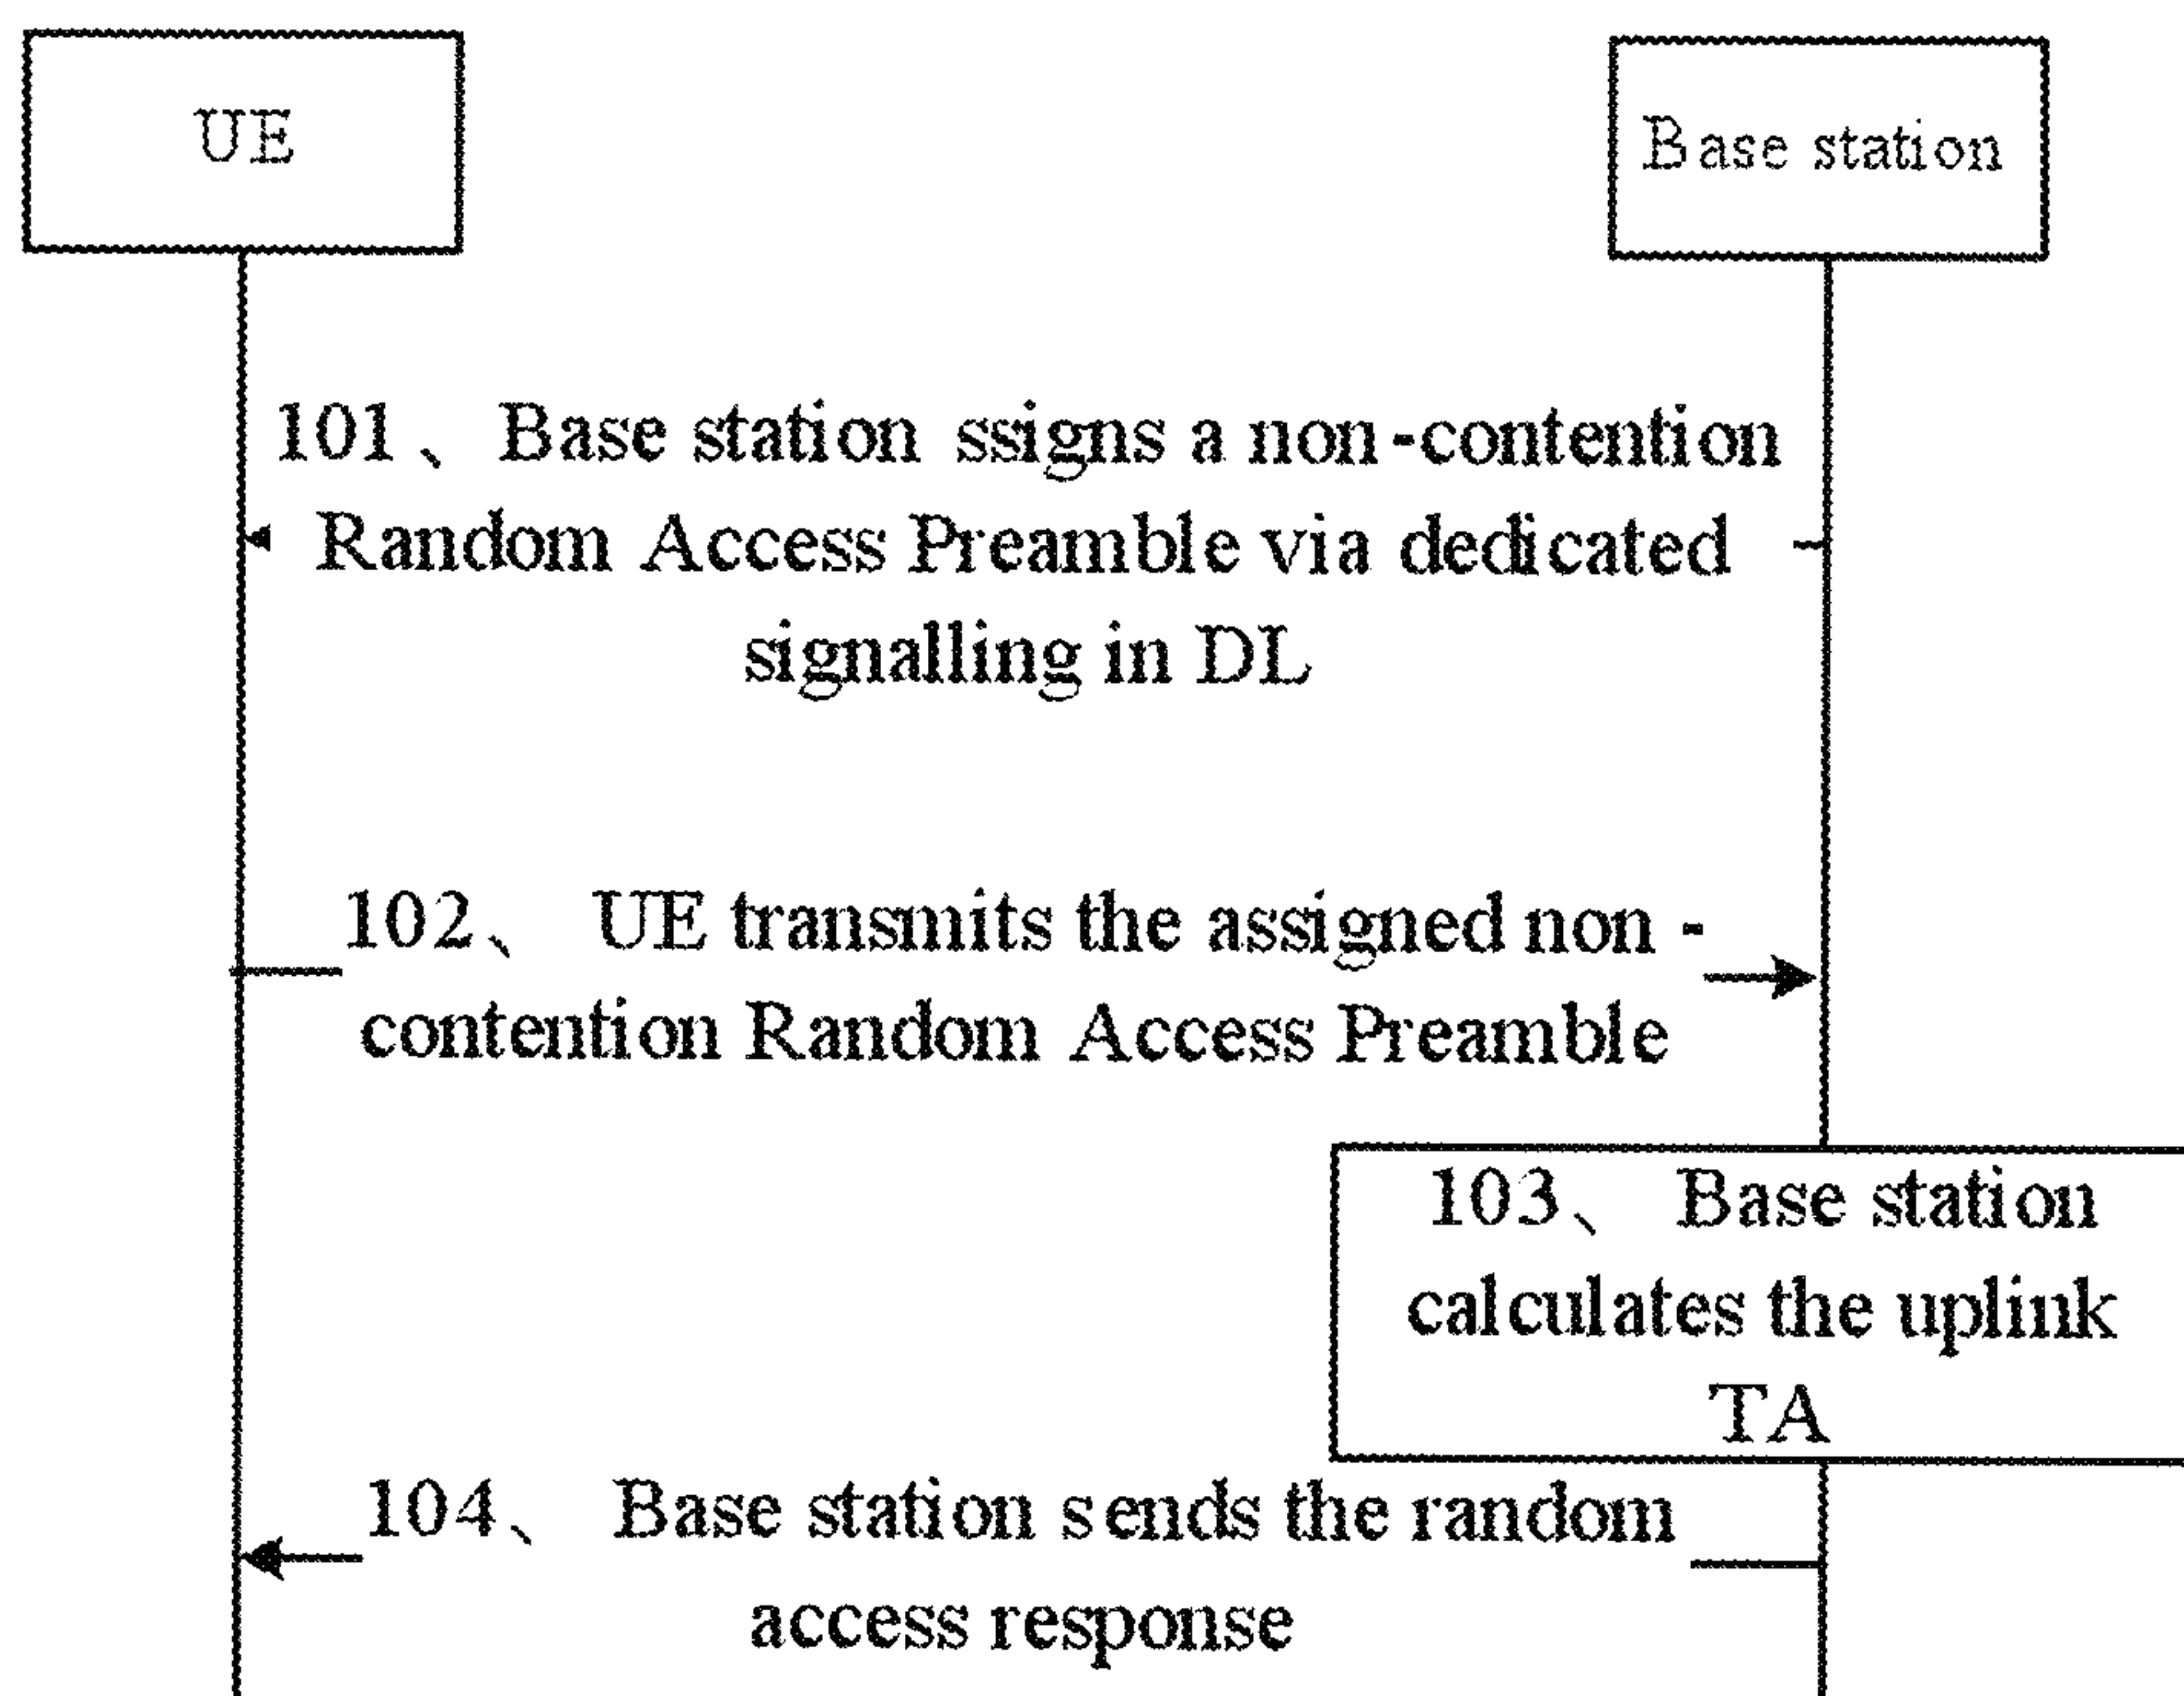 UE
Base station
101、Base station ssigns a non-contention
Random Access Preamble via dedicated
signalling in DL
102、 UE transmits the assigned non -
contention Random Access Preamble
103、 Base station
calculates the uplink
TA
104、 Base station sends the random
access response